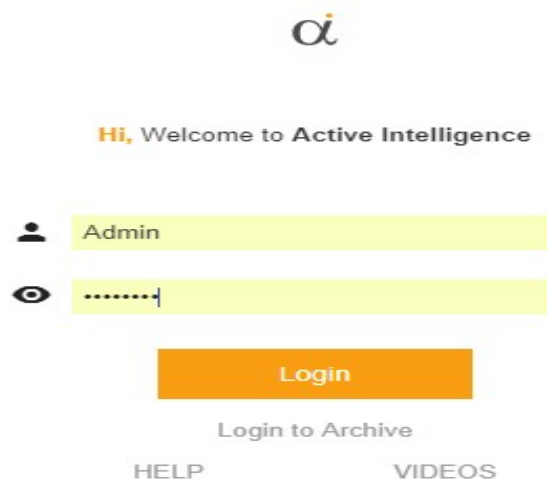 αi
Hi, Welcome to Active Intelligence
Admin
••••••••
Login
Login to Archive
HELP VIDEOS